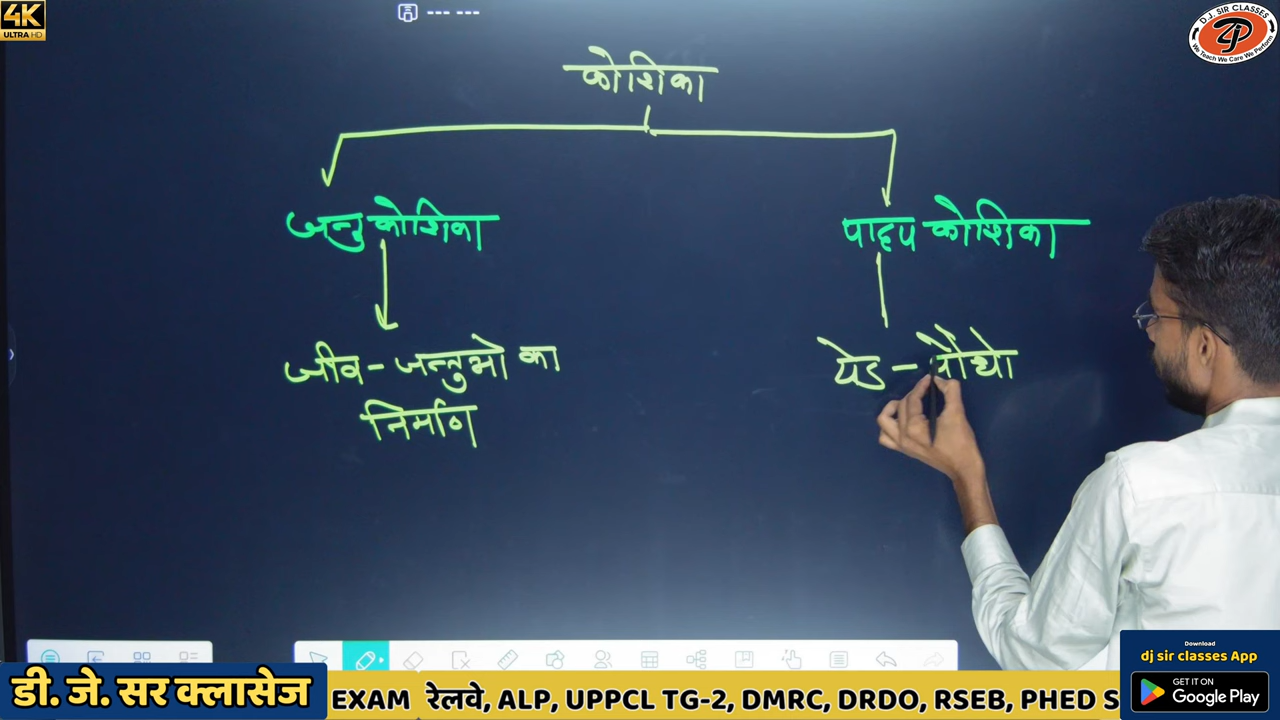 4K
ULTRA HD
D.J. SIR CLASSES
We Teach We Care We Perform
कोशिका
जन्तु कोशिका
पादप कोशिका
जीव-जन्तुओ का
निर्माण
पेड-पौधो
डी. जे. सर क्लासेज
EXAM रेलवे, ALP, UPPCL TG-2, DMRC, DRDO, RSEB, PHED S
Download
dj sir classes App
GET IT ON
Google Play